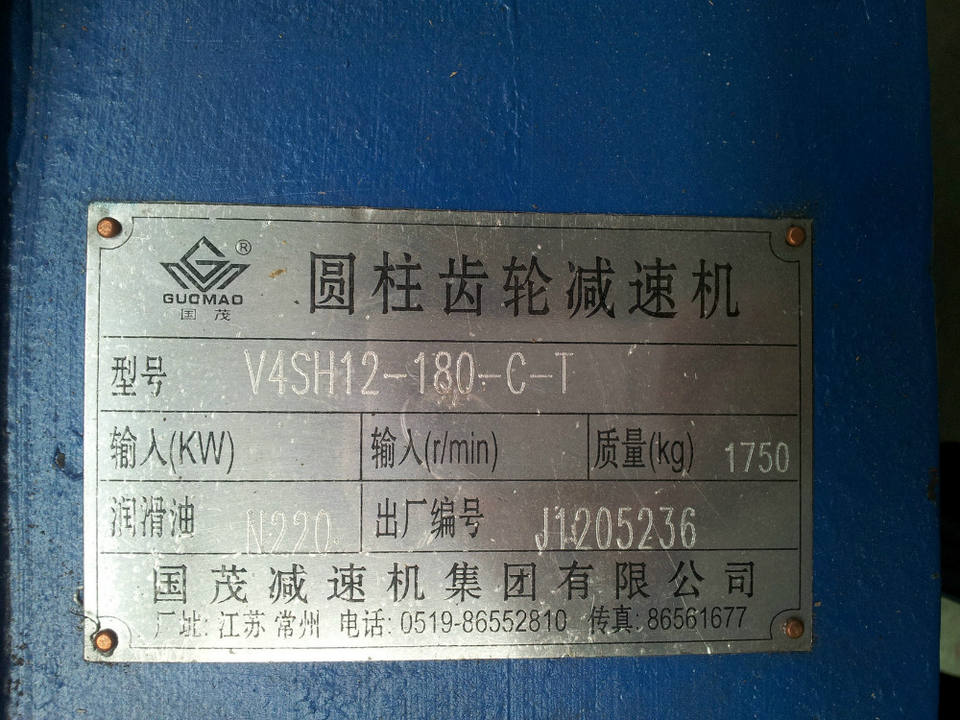 ® 圆柱齿轮减速机
GUOMAO
国茂
型号 V4SH12-180-C-T
输入(KW) 输入(r/min) 质量(kg) 1750
润滑油 N220 出厂编号 J1205236
国茂减速机集团有限公司
厂址: 江苏 常州 电话: 0519-86552810 传真: 86561677